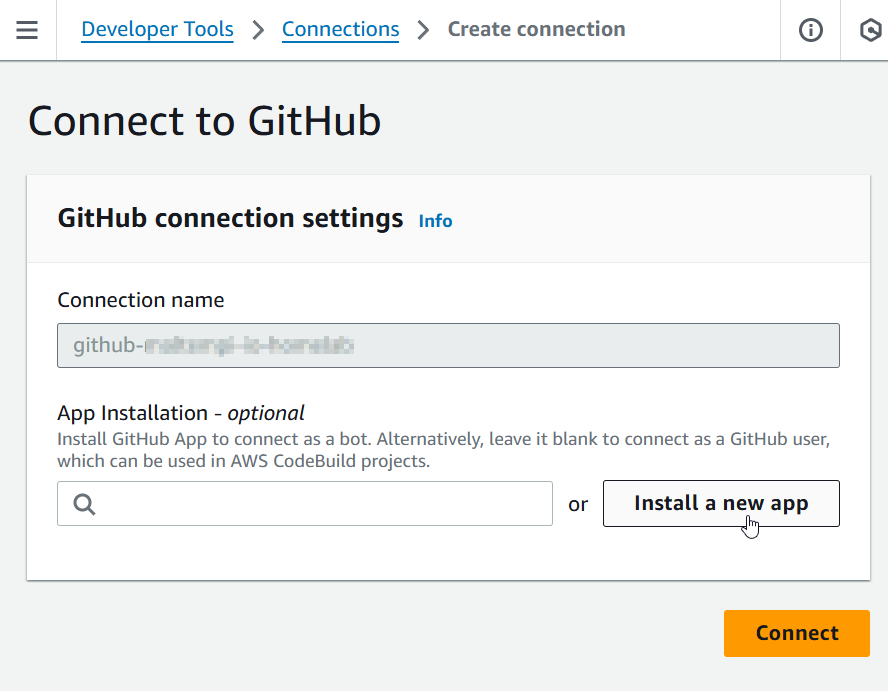 Developer Tools > Connections > Create connection
Connect to GitHub
GitHub connection settings Info
Connection name
github-
App Installation - optional
Install GitHub App to connect as a bot. Alternatively, leave it blank to connect as a GitHub user,
which can be used in AWS CodeBuild projects.
or Install a new app
Connect